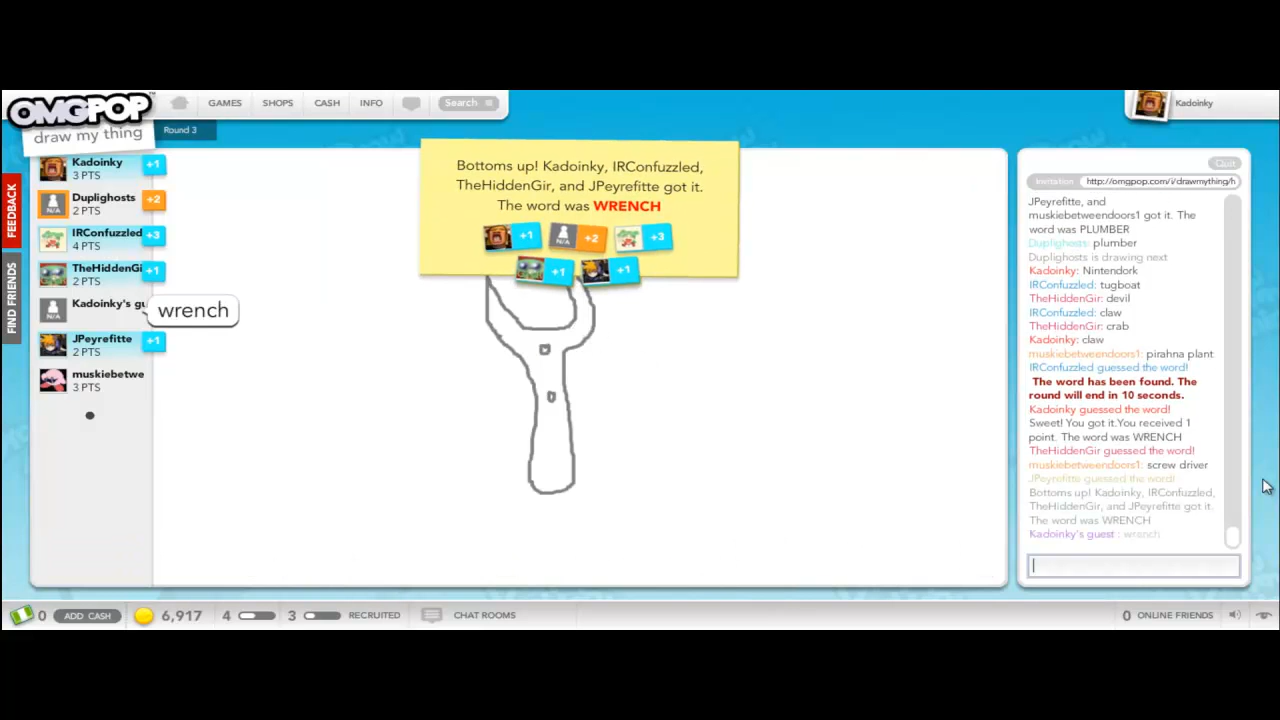 OMGPOP
draw my thing
GAMES SHOPS CASH INFO Search
Kadoinky
Round 3
FEEDBACK
FIND FRIENDS
Kadoinky +1
3 PTS
Duplighosts +2
2 PTS
IRConfuzzled +3
4 PTS
TheHiddenGi +1
2 PTS
Kadoinky's gu
wrench
JPeyrefitte +1
2 PTS
muskiebetwe
3 PTS
N/A
N/A
Bottoms up! Kadoinky, IRConfuzzled,
TheHiddenGir, and JPeyrefitte got it.
The word was WRENCH
+1 N/A +2 +3
+1 +1
Quit
Invitation http://omgpop.com/i/drawmything/h
JPeyrefitte, and
muskiebetweendoors1 got it. The
word was PLUMBER
Duplighosts: plumber
Duplighosts is drawing next
Kadoinky: Nintendork
IRConfuzzled: tugboat
TheHiddenGir: devil
IRConfuzzled: claw
TheHiddenGir: crab
Kadoinky: claw
muskiebetweendoors1: pirahna plant
IRConfuzzled guessed the word!
The word has been found. The
round will end in 10 seconds.
Kadoinky guessed the word!
Sweet! You got it.You received 1
point. The word was WRENCH
TheHiddenGir guessed the word!
muskiebetweendoors1: screw driver
JPeyrefitte guessed the word!
Bottoms up! Kadoinky, IRConfuzzled,
TheHiddenGir, and JPeyrefitte got it.
The word was WRENCH
Kadoinky's guest : wrench
0 ADD CASH 6,917 4 3 RECRUITED CHAT ROOMS 0 ONLINE FRIENDS